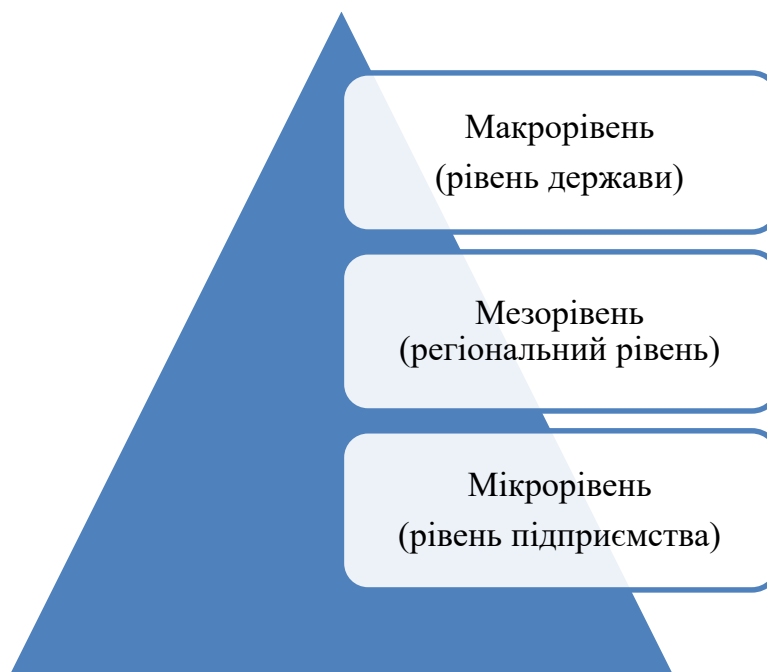 Макрорівень
(рівень держави)
Мезорівень
(регіональний рівень)
Мікрорівень
(рівень підприємства)